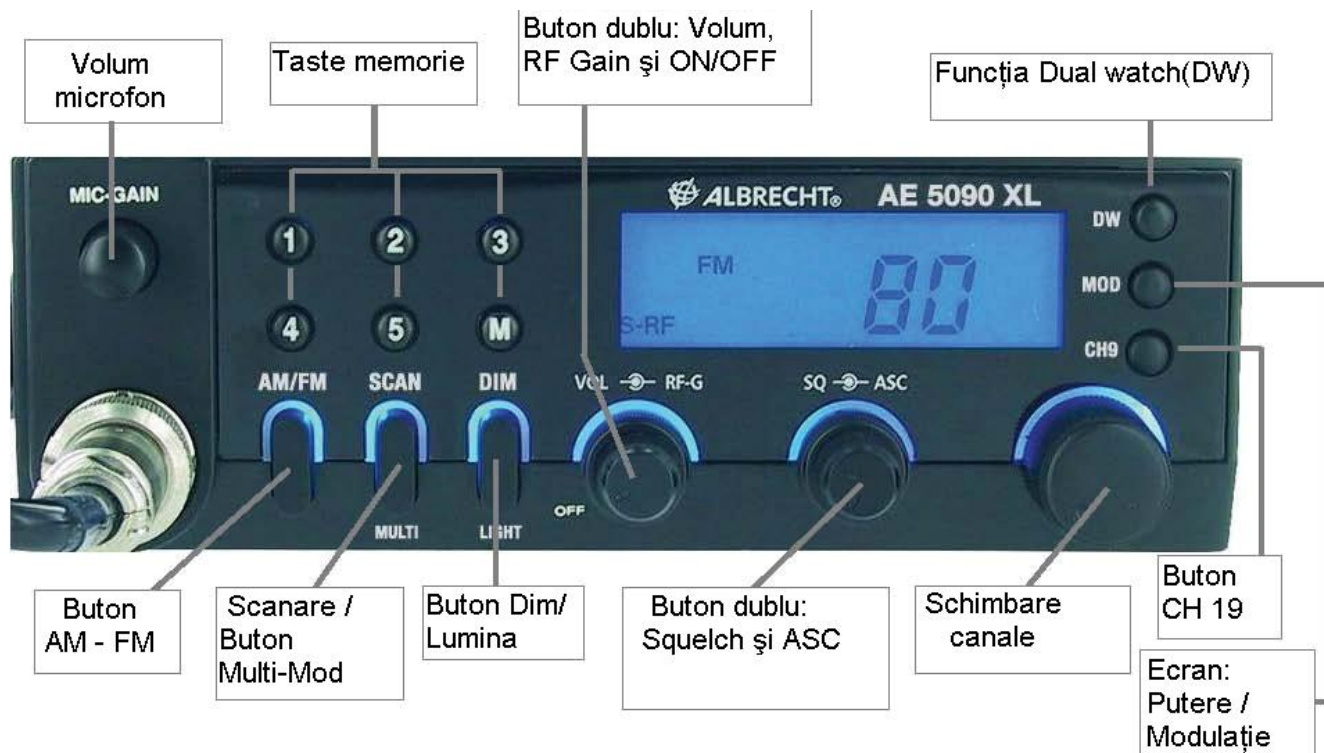 Buton dublu: Volum,
RF Gain şi ON/OFF
Volum
microfon
Taste memorie
Funcția Dual watch(DW)
MIC-GAIN
1 2 3
ALBRECHT® AE 5090 XL
DW
FM 80
MOD
S-RF
4 5 M
CH9
AM/FM SCAN DIM
VOL RF-G
SQ ASC
OFF
MULTI LIGHT
Buton
AM - FM
Scanare /
Buton
Multi-Mod
Buton Dim/
Lumina
Buton dublu:
Squelch şi ASC
Schimbare
canale
Buton
CH 19
Ecran:
Putere /
Modulație